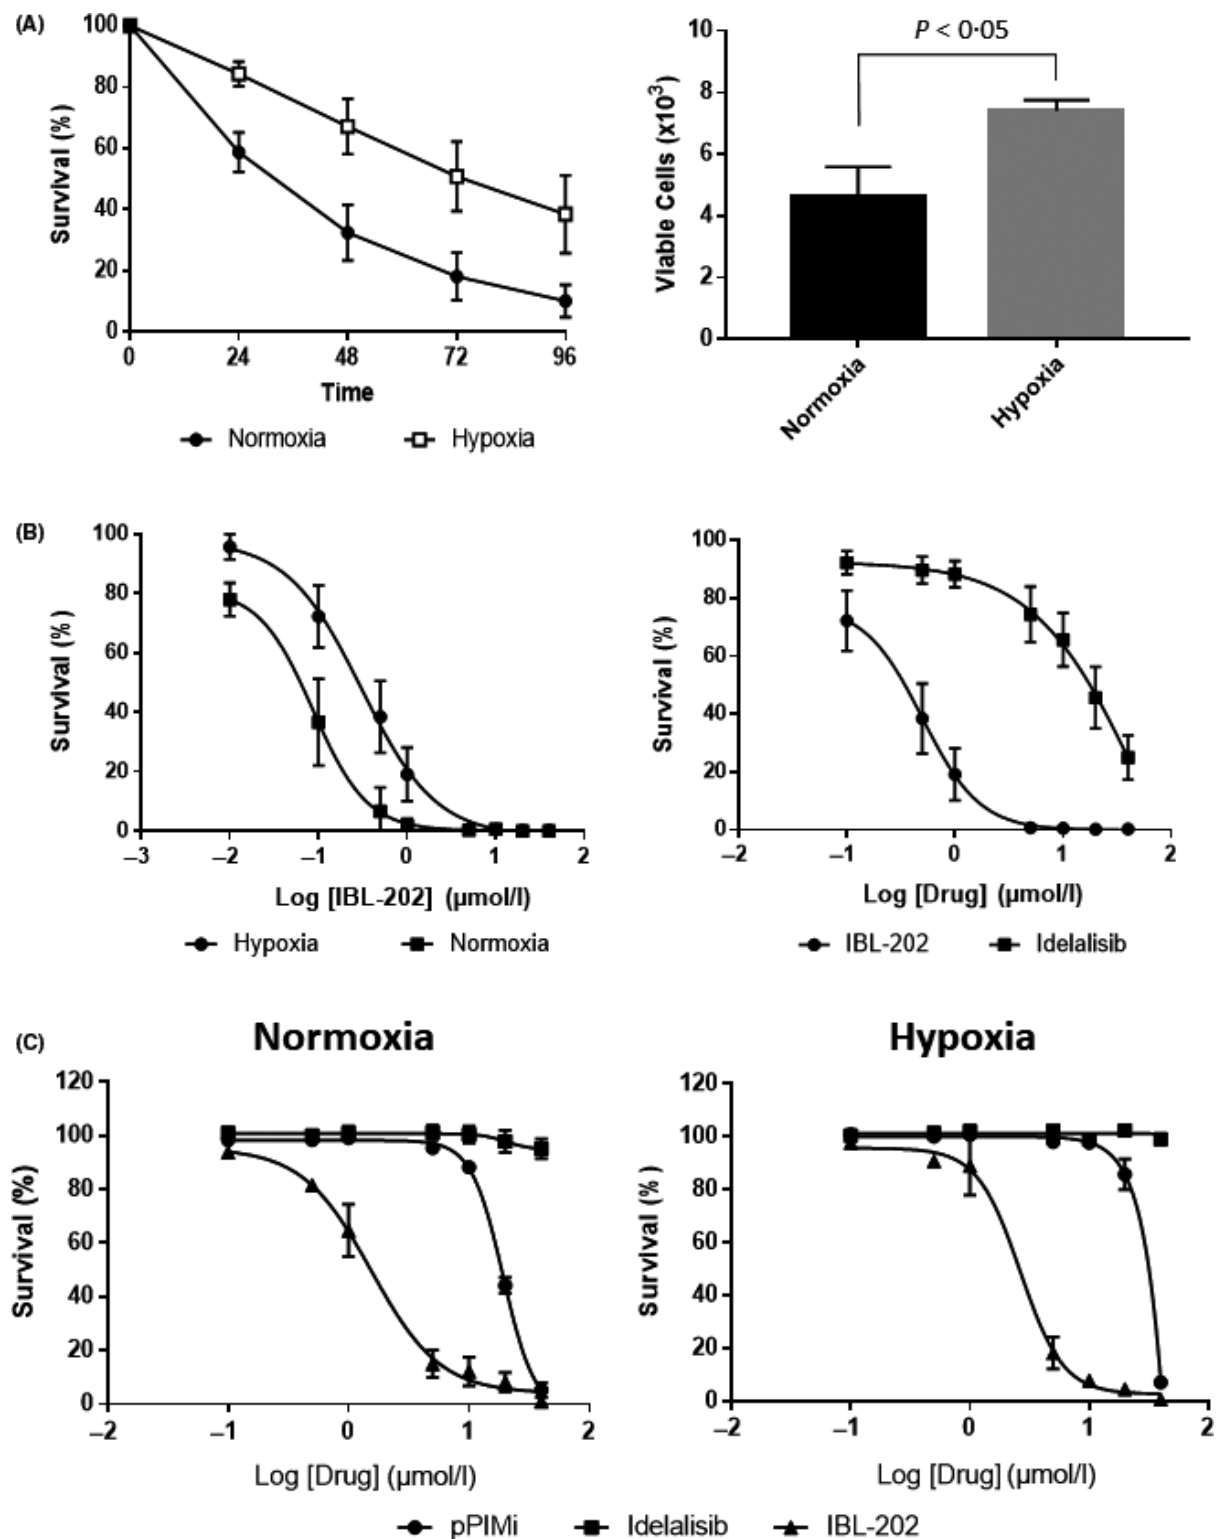 (A)
100
80
60
40
20
0
Survival (%)
0 24 48 72 96
Time
Normoxia Hypoxia
10
8
6
4
2
0
Viable Cells (x10³)
P < 0·05
Normoxia
Hypoxia
(B)
100
80
60
40
20
0
Survival (%)
–3 –2 –1 0 1 2
Log [IBL-202] (µmol/l)
Hypoxia Normoxia
100
80
60
40
20
0
Survival (%)
–2 –1 0 1 2
Log [Drug] (µmol/l)
IBL-202 Idelalisib
(C)
Normoxia
120
100
80
60
40
20
0
Survival (%)
–2 –1 0 1 2
Log [Drug] (µmol/l)
Hypoxia
120
100
80
60
40
20
0
Survival (%)
–2 –1 0 1 2
Log [Drug] (µmol/l)
pPIMi Idelalisib IBL-202